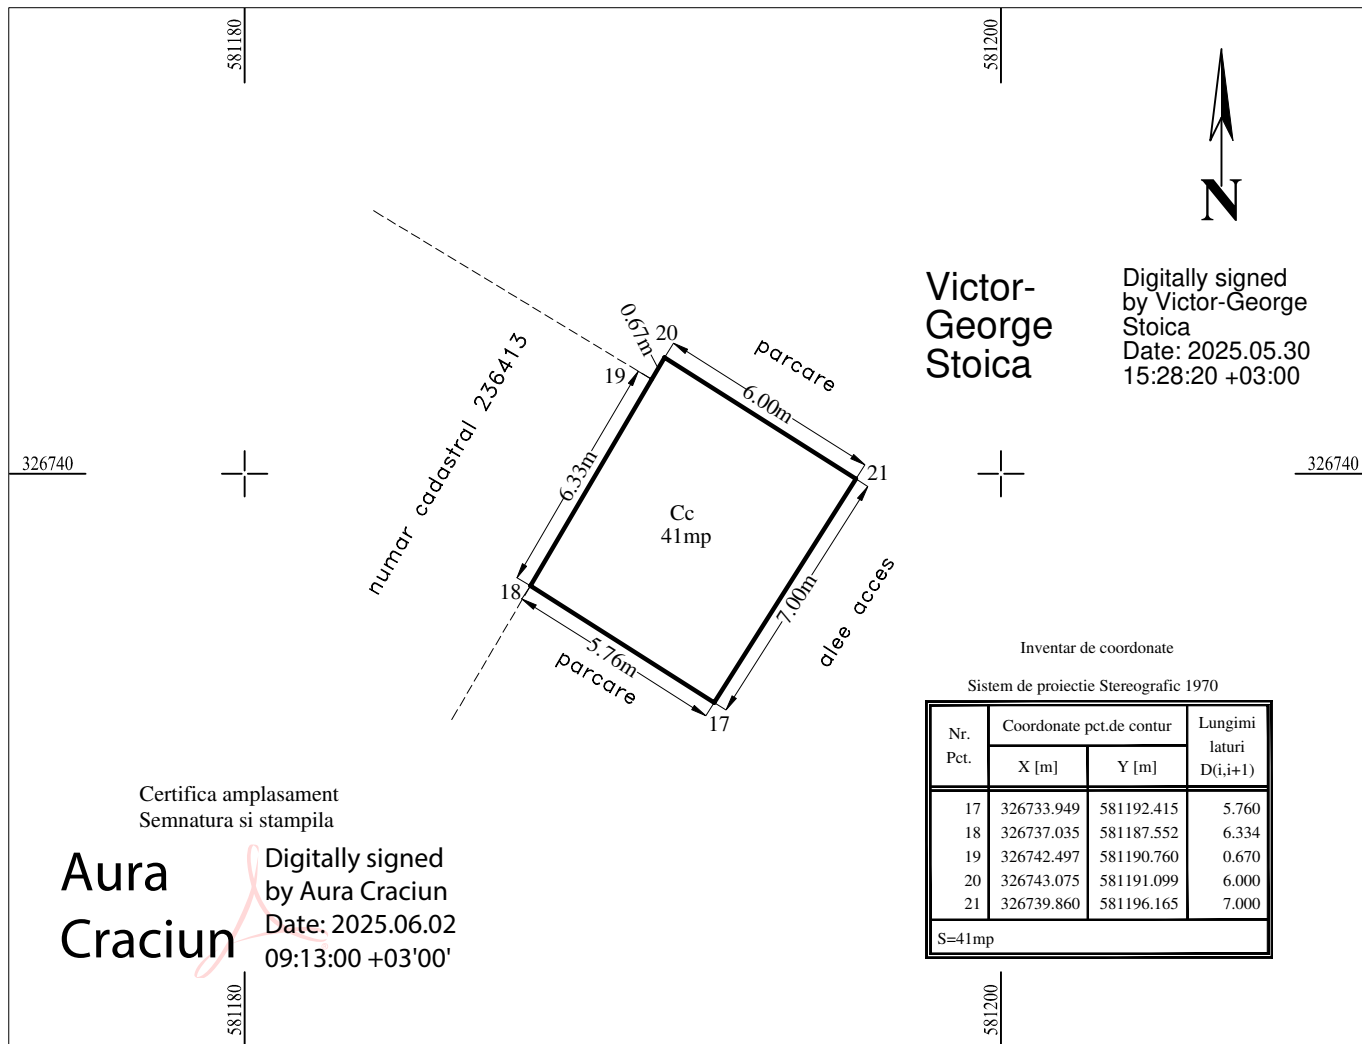 581180
581200
N
Victor-
George
Stoica
Digitally signed
by Victor-George
Stoica
Date: 2025.05.30
15:28:20 +03:00
0.67m
20
parcare
19
6.00m
numar cadastral 236413
326740
326740
21
6.33m
Cc
41mp
18
7.00m
alee acces
5.76m
parcare
17
Inventar de coordonate
Sistem de proiectie Stereografic 1970
Nr. Pct. Coordonate pct.de contur Lungimi laturi D(i,i+1)
X [m] Y [m]
17 326733.949 581192.415 5.760
18 326737.035 581187.552 6.334
19 326742.497 581190.760 0.670
20 326743.075 581191.099 6.000
21 326739.860 581196.165 7.000
S=41mp
Certifica amplasament
Semnatura si stampila
Aura
Craciun
Digitally signed
by Aura Craciun
Date: 2025.06.02
09:13:00 +03'00'
581180
581200